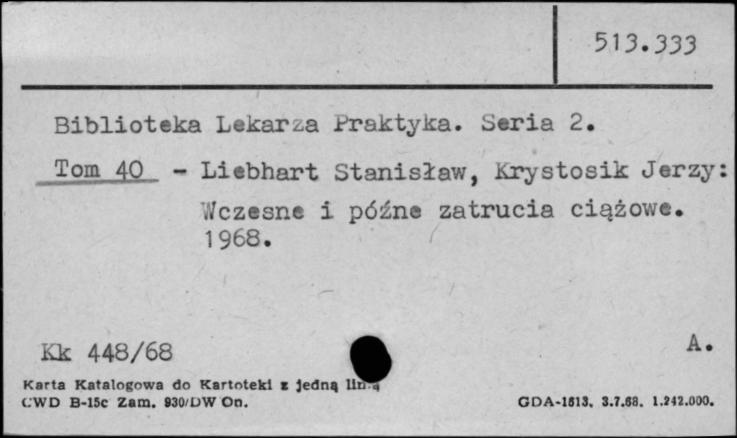 513.333
Biblioteka Lekarza Praktyka. Seria 2.
Tom 40 - Liebhart Stanisław, Krystosik Jerzy:
Wczesne i późne zatrucia ciążowe.
1968.
Kk 448/68
A.
Karta Katalogowa do Kartoteki z jedną linią
CWD B-15c Zam. 930/DW On.
GDA-1613. 3.7.68. 1.242.000.